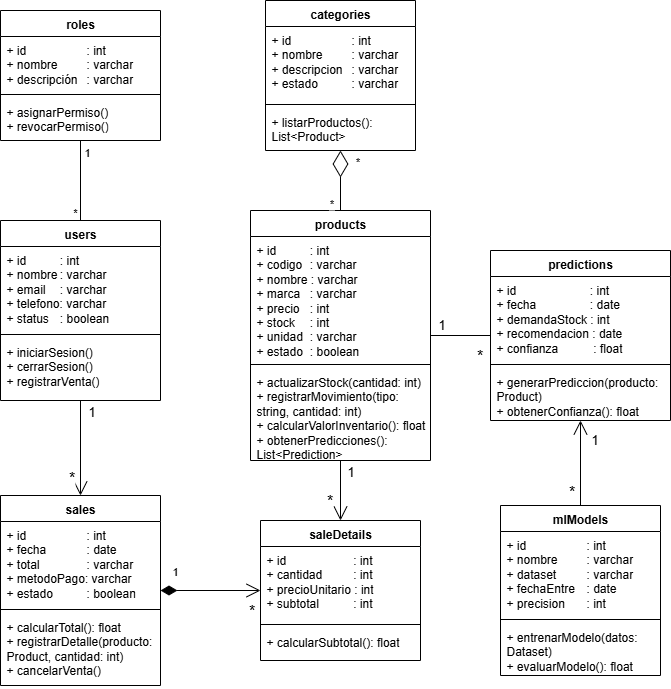 roles
+ id : int
+ nombre : varchar
+ descripción : varchar
+ asignarPermiso()
+ revocarPermiso()
1
*
users
+ id : int
+ nombre : varchar
+ email : varchar
+ telefono: varchar
+ status : boolean
+ iniciarSesion()
+ cerrarSesion()
+ registrarVenta()
1
*
sales
+ id : int
+ fecha : date
+ total : varchar
+ metodoPago: varchar
+ estado : boolean
+ calcularTotal(): float
+ registrarDetalle(producto:
Product, cantidad: int)
+ cancelarVenta()
1
*
categories
+ id : int
+ nombre : varchar
+ descripcion : varchar
+ estado : varchar
+ listarProductos():
List<Product>
*
*
products
+ id : int
+ codigo : varchar
+ nombre : varchar
+ marca : varchar
+ precio : int
+ stock : int
+ unidad : varchar
+ estado : boolean
+ actualizarStock(cantidad: int)
+ registrarMovimiento(tipo:
string, cantidad: int)
+ calcularValorInventario(): float
+ obtenerPredicciones():
List<Prediction>
1
*
saleDetails
+ id : int
+ cantidad : int
+ precioUnitario : int
+ subtotal : int
+ calcularSubtotal(): float
1
*
predictions
+ id : int
+ fecha : date
+ demandaStock : int
+ recomendacion : date
+ confianza : float
+ generarPrediccion(producto:
Product)
+ obtenerConfianza(): float
1
*
mlModels
+ id : int
+ nombre : varchar
+ dataset : varchar
+ fechaEntre : date
+ precision : int
+ entrenarModelo(datos:
Dataset)
+ evaluarModelo(): float